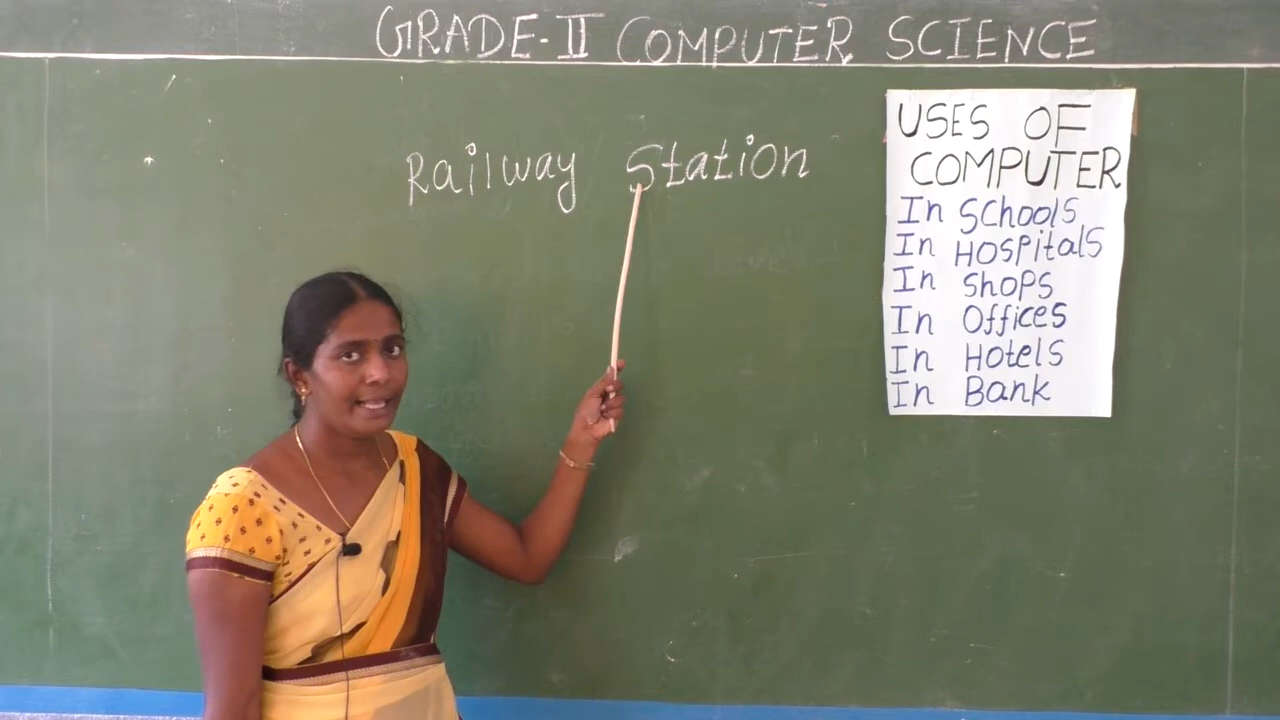 GRADE-II COMPUTER SCIENCE
Railway Station
USES OF
COMPUTER
In Schools
In Hospitals
In Shops
In Offices
In Hotels
In Bank